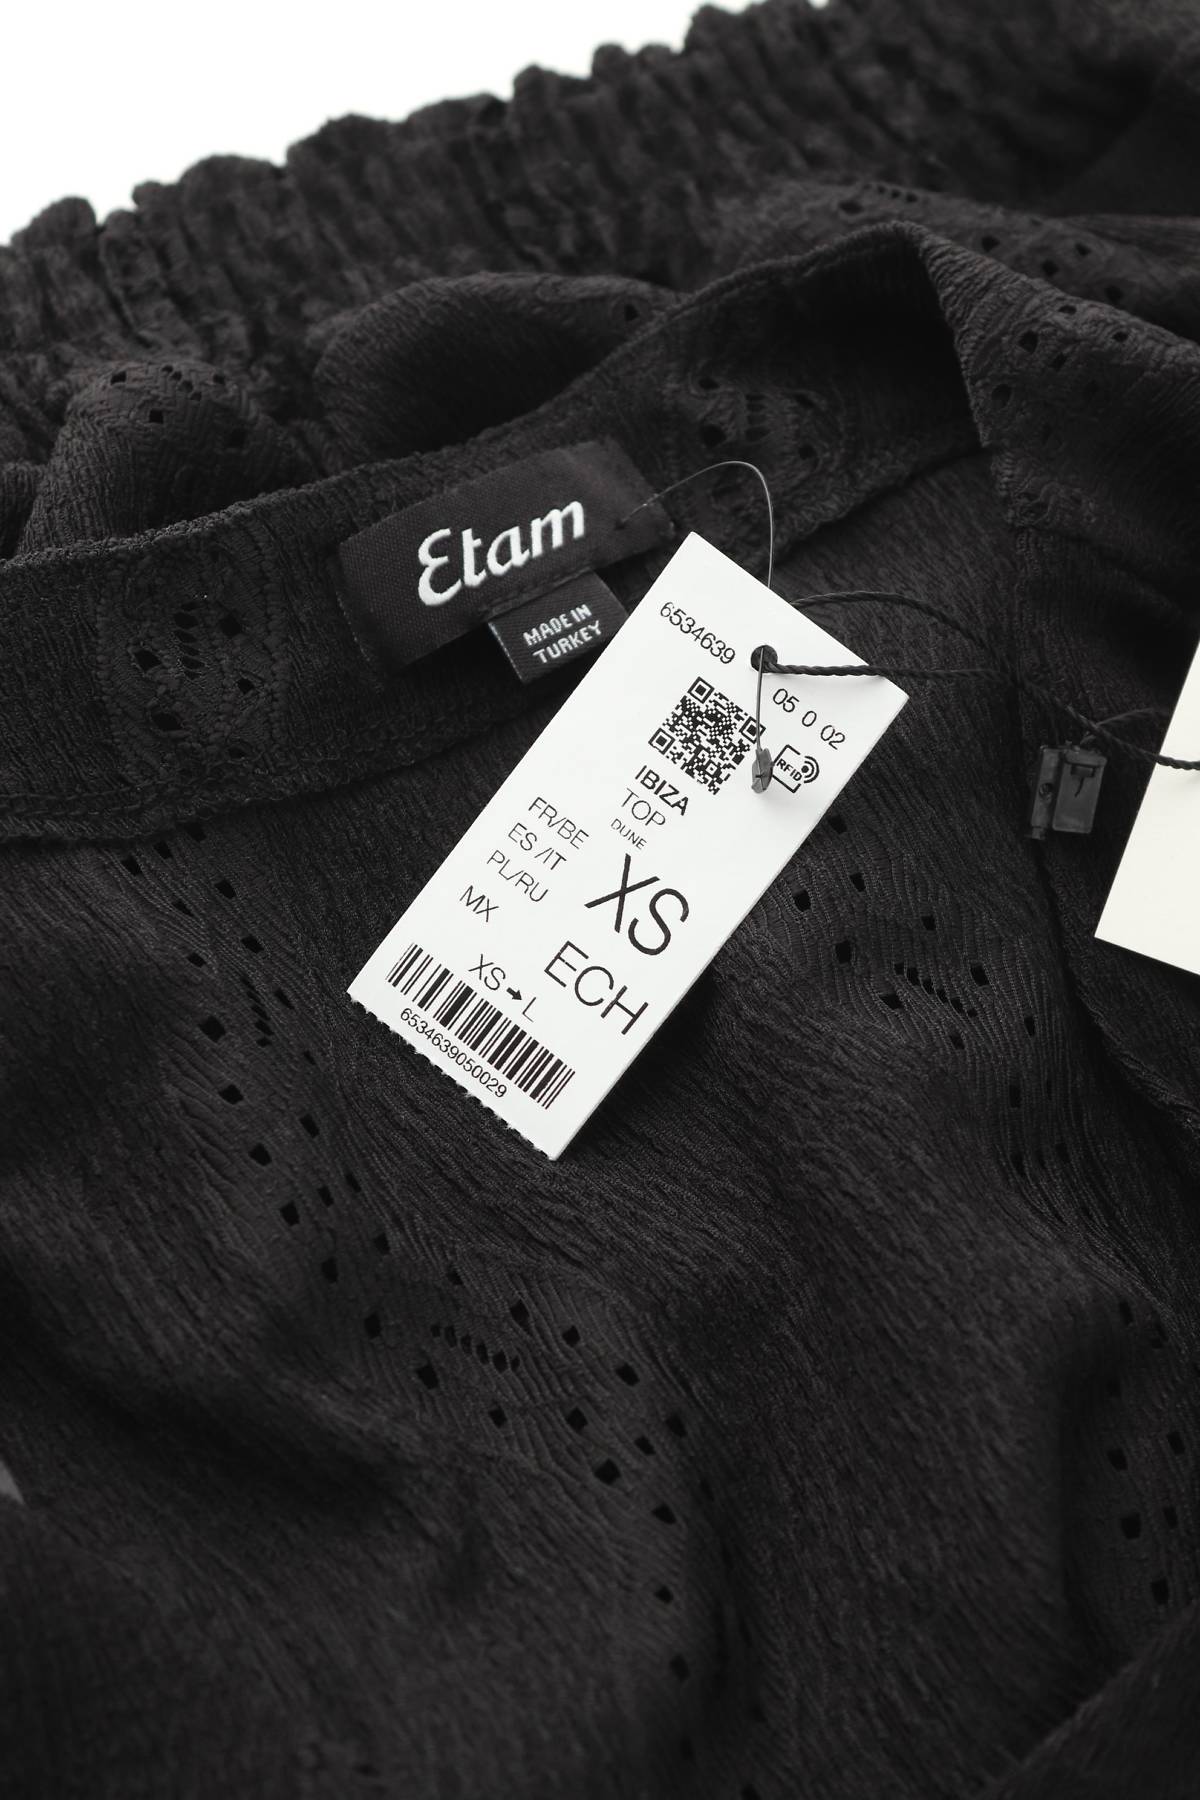 Etam
MADE IN
TURKEY
6534639
05 0 02
RFID
IBIZA
TOP
DUNE
FR/BE
ES/IT
PL/RU
MX
XS
XS→L
ECH
6534639050029